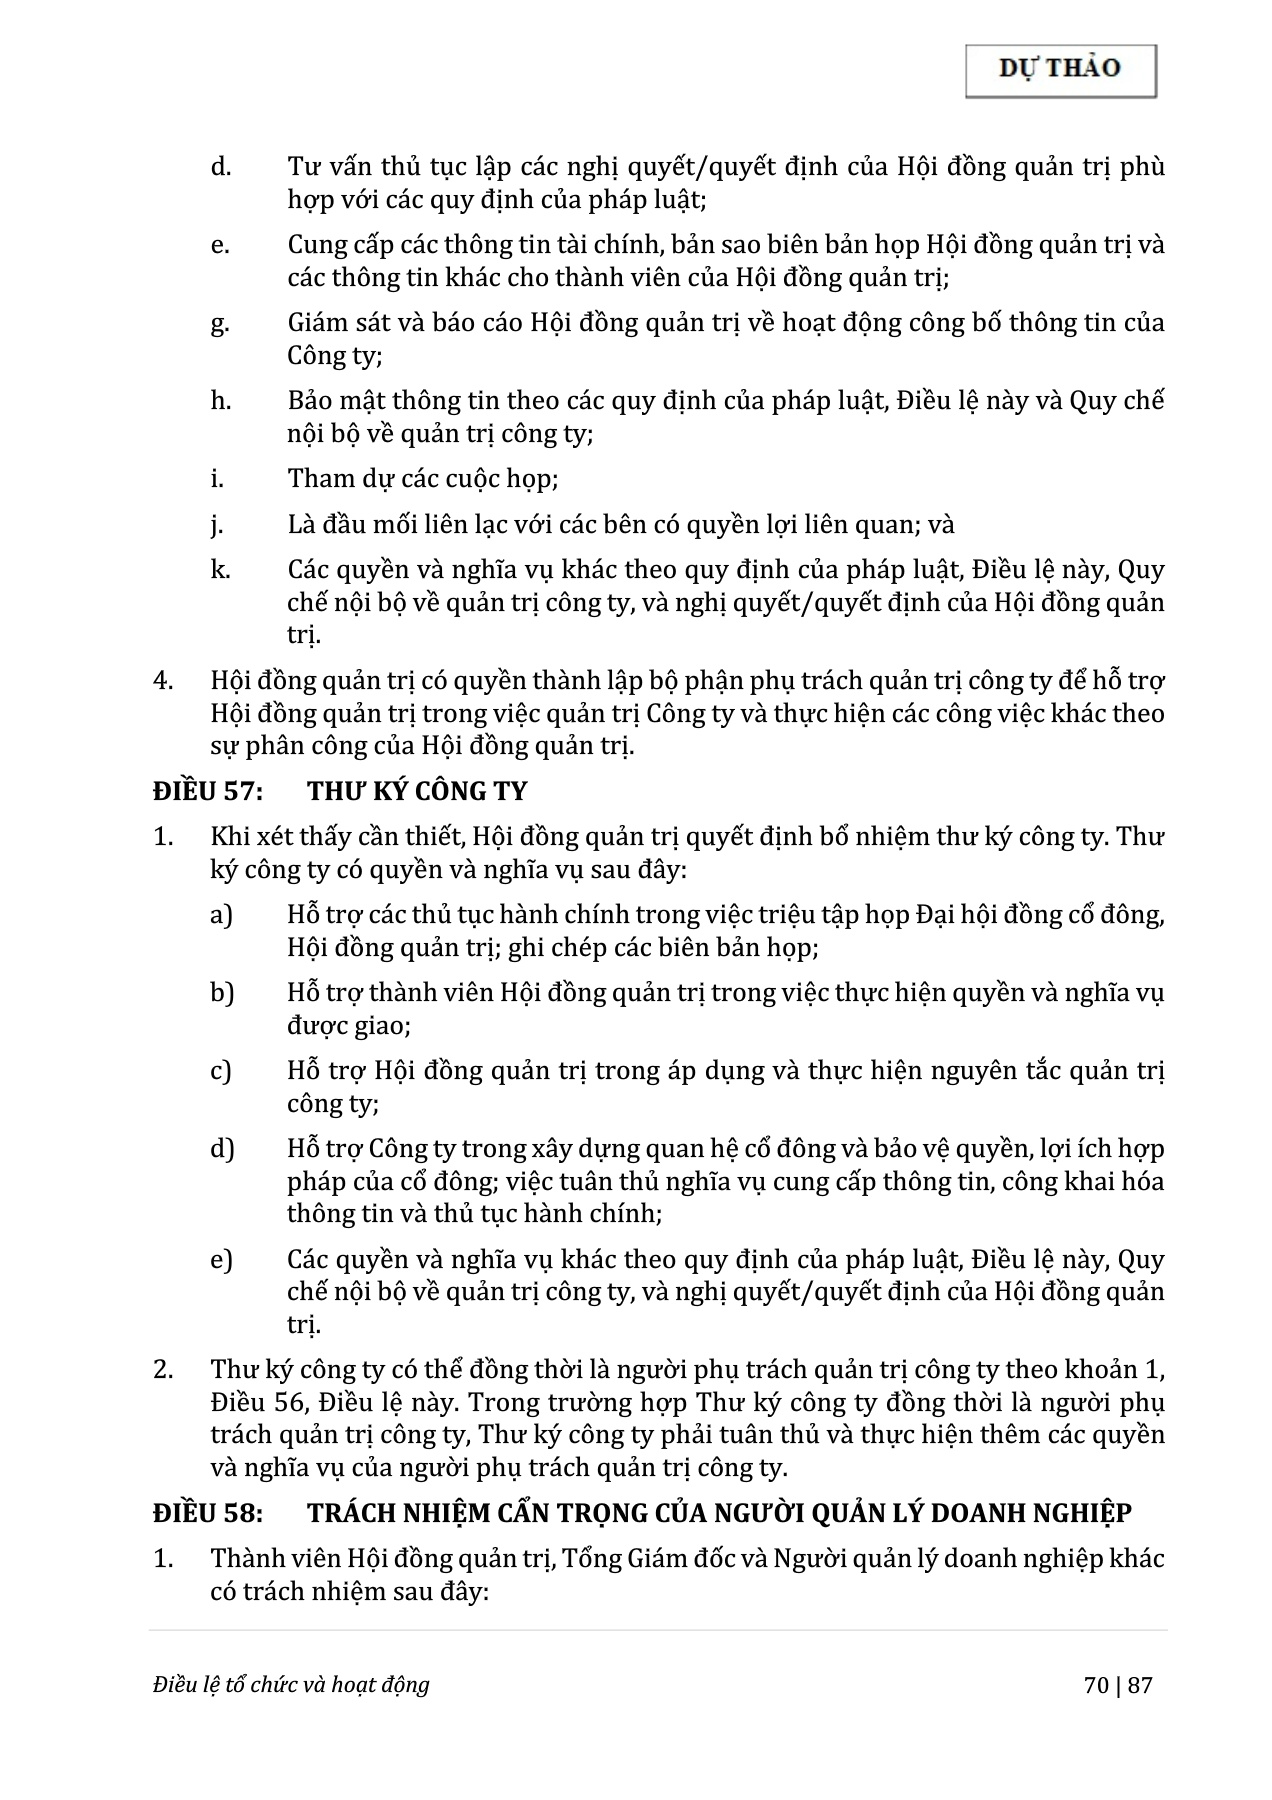 DỰ THẢO
d. Tư vấn thủ tục lập các nghị quyết/quyết định của Hội đồng quản trị phù
hợp với các quy định của pháp luật;
e. Cung cấp các thông tin tài chính, bản sao biên bản họp Hội đồng quản trị và
các thông tin khác cho thành viên của Hội đồng quản trị;
g. Giám sát và báo cáo Hội đồng quản trị về hoạt động công bố thông tin của
Công ty;
h. Bảo mật thông tin theo các quy định của pháp luật, Điều lệ này và Quy chế
nội bộ về quản trị công ty;
i. Tham dự các cuộc họp;
j. Là đầu mối liên lạc với các bên có quyền lợi liên quan; và
k. Các quyền và nghĩa vụ khác theo quy định của pháp luật, Điều lệ này, Quy
chế nội bộ về quản trị công ty, và nghị quyết/quyết định của Hội đồng quản
trị.
4. Hội đồng quản trị có quyền thành lập bộ phận phụ trách quản trị công ty để hỗ trợ
Hội đồng quản trị trong việc quản trị Công ty và thực hiện các công việc khác theo
sự phân công của Hội đồng quản trị.
ĐIỀU 57: THƯ KÝ CÔNG TY
1. Khi xét thấy cần thiết, Hội đồng quản trị quyết định bổ nhiệm thư ký công ty. Thư
ký công ty có quyền và nghĩa vụ sau đây:
a) Hỗ trợ các thủ tục hành chính trong việc triệu tập họp Đại hội đồng cổ đông,
Hội đồng quản trị; ghi chép các biên bản họp;
b) Hỗ trợ thành viên Hội đồng quản trị trong việc thực hiện quyền và nghĩa vụ
được giao;
c) Hỗ trợ Hội đồng quản trị trong áp dụng và thực hiện nguyên tắc quản trị
công ty;
d) Hỗ trợ Công ty trong xây dựng quan hệ cổ đông và bảo vệ quyền, lợi ích hợp
pháp của cổ đông; việc tuân thủ nghĩa vụ cung cấp thông tin, công khai hóa
thông tin và thủ tục hành chính;
e) Các quyền và nghĩa vụ khác theo quy định của pháp luật, Điều lệ này, Quy
chế nội bộ về quản trị công ty, và nghị quyết/quyết định của Hội đồng quản
trị.
2. Thư ký công ty có thể đồng thời là người phụ trách quản trị công ty theo khoản 1,
Điều 56, Điều lệ này. Trong trường hợp Thư ký công ty đồng thời là người phụ
trách quản trị công ty, Thư ký công ty phải tuân thủ và thực hiện thêm các quyền
và nghĩa vụ của người phụ trách quản trị công ty.
ĐIỀU 58: TRÁCH NHIỆM CẨN TRỌNG CỦA NGƯỜI QUẢN LÝ DOANH NGHIỆP
1. Thành viên Hội đồng quản trị, Tổng Giám đốc và Người quản lý doanh nghiệp khác
có trách nhiệm sau đây:
Điều lệ tổ chức và hoạt động 70 | 87